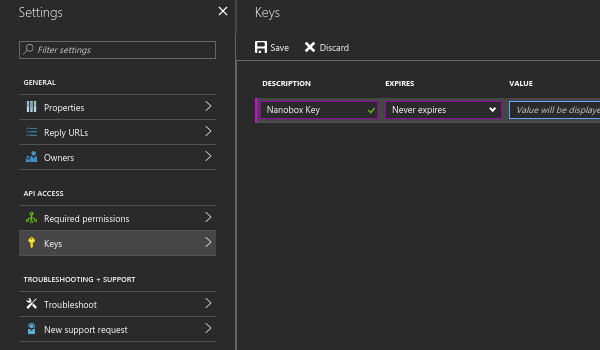 Settings
Filter settings
GENERAL
Properties
Reply URLs
Owners
API ACCESS
Required permissions
Keys
TROUBLESHOOTING + SUPPORT
Troubleshoot
New support request
Keys
Save Discard
DESCRIPTION EXPIRES VALUE
Nanobox Key Never expires Value will be displaye